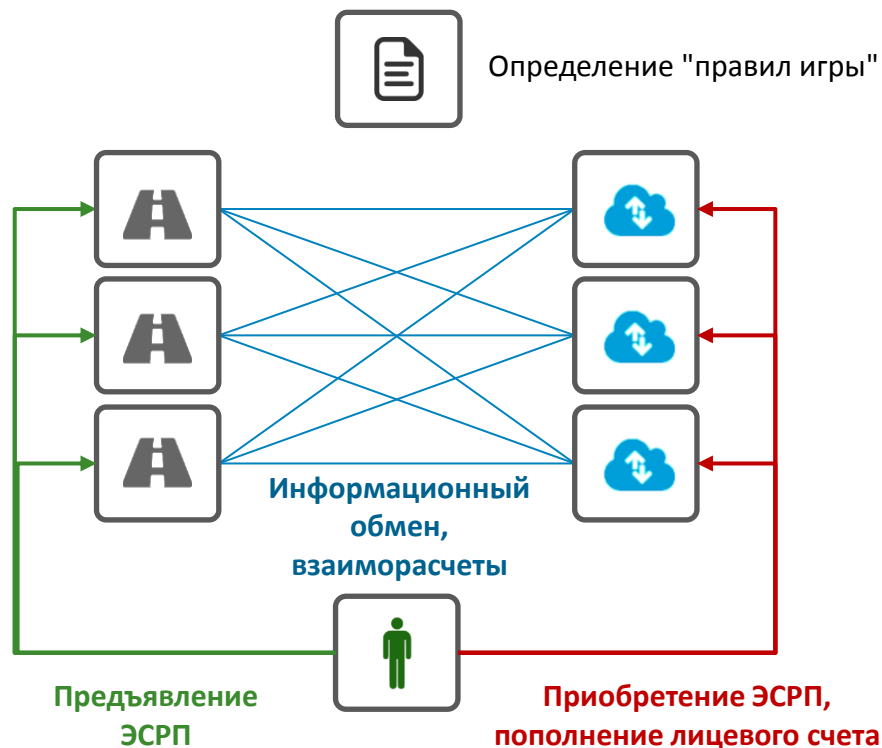 Определение "правил игры"
Информационный
обмен,
взаиморасчеты
Предъявление
ЭСРП
Приобретение ЭСРП,
пополнение лицевого счета